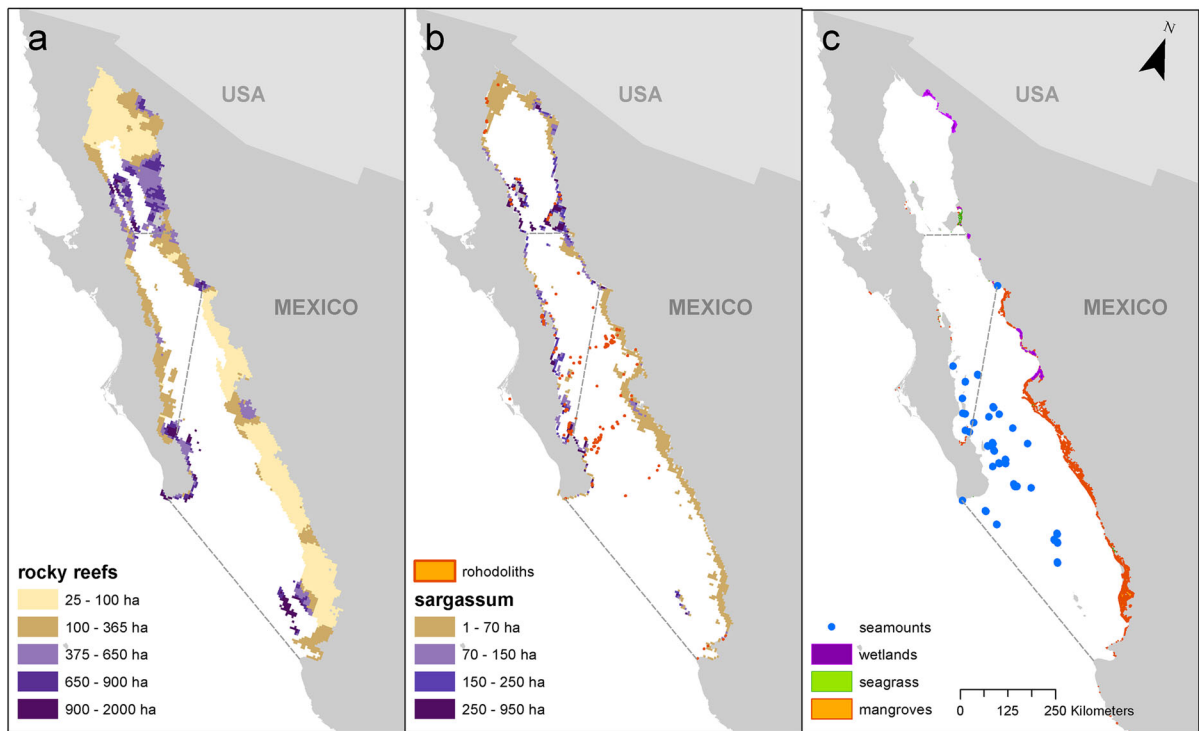 a
USA
MEXICO
rocky reefs
25 - 100 ha
100 - 365 ha
375 - 650 ha
650 - 900 ha
900 - 2000 ha
b
USA
MEXICO
rohodoliths
sargassum
1 - 70 ha
70 - 150 ha
150 - 250 ha
250 - 950 ha
c
N
USA
MEXICO
seamounts
wetlands
seagrass
mangroves
0 125 250 Kilometers